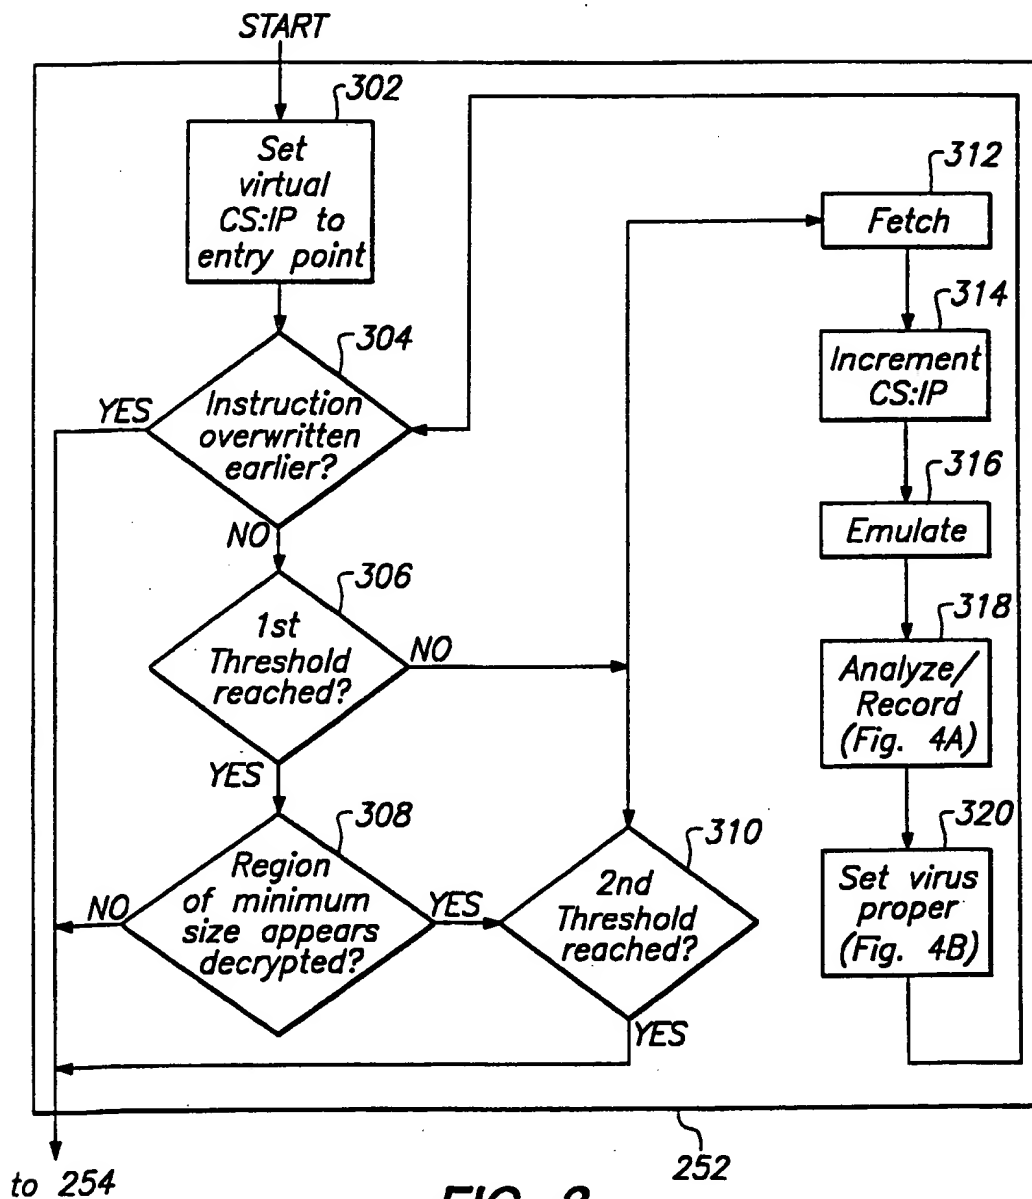 START
302
Set
virtual
CS:IP to
entry point
304
YES
Instruction
overwritten
earlier?
NO
306
1st
Threshold
reached?
NO
YES
308
Region
of minimum
size appears
decrypted?
NO
YES
310
2nd
Threshold
reached?
YES
312
Fetch
314
Increment
CS:IP
316
Emulate
318
Analyze/
Record
(Fig. 4A)
320
Set virus
proper
(Fig. 4B)
252
to 254